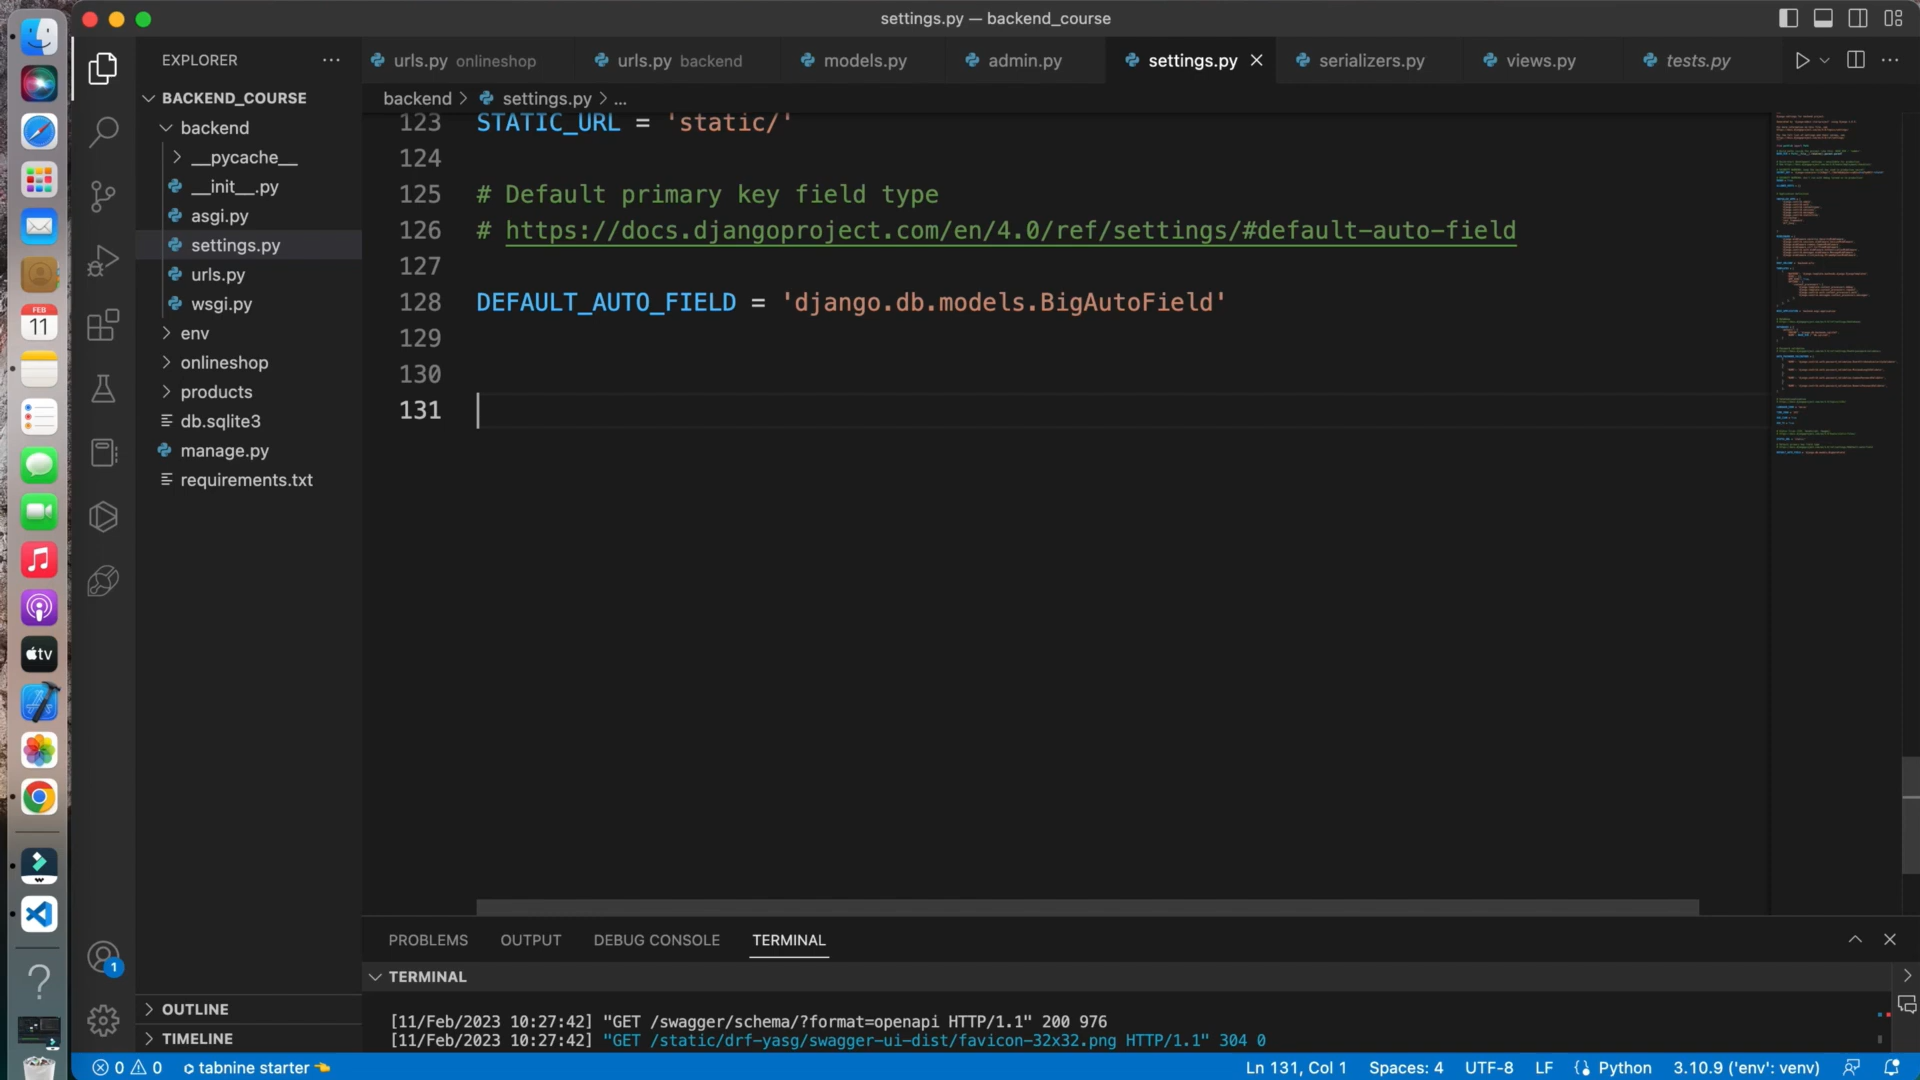 settings.py — backend_course
EXPLORER
urls.py onlineshop
urls.py backend
models.py
admin.py
settings.py
serializers.py
views.py
tests.py
BACKEND_COURSE
backend
__pycache__
__init__.py
asgi.py
settings.py
urls.py
wsgi.py
env
onlineshop
products
db.sqlite3
manage.py
requirements.txt
OUTLINE
TIMELINE
backend > settings.py > ...
123 STATIC_URL = 'static/'
124
125 # Default primary key field type
126 # https://docs.djangoproject.com/en/4.0/ref/settings/#default-auto-field
127
128 DEFAULT_AUTO_FIELD = 'django.db.models.BigAutoField'
129
130
131
PROBLEMS OUTPUT DEBUG CONSOLE TERMINAL
TERMINAL
[11/Feb/2023 10:27:42] "GET /swagger/schema/?format=openapi HTTP/1.1" 200 976
[11/Feb/2023 10:27:42] "GET /static/drf-yasg/swagger-ui-dist/favicon-32x32.png HTTP/1.1" 304 0
0 0 tabnine starter
Ln 131, Col 1 Spaces: 4 UTF-8 LF Python 3.10.9 ('env': venv)
FEB
11
tv
1